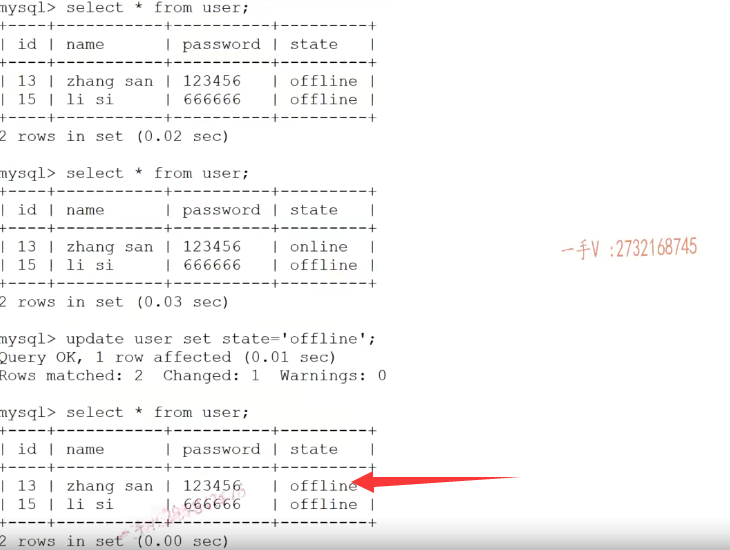 mysql> select * from user;
+----+-----------+----------+---------+
| id | name      | password | state   |
+----+-----------+----------+---------+
| 13 | zhang san | 123456   | offline |
| 15 | li si     | 666666   | offline |
+----+-----------+----------+---------+
2 rows in set (0.02 sec)
mysql> select * from user;
+----+-----------+----------+---------+
| id | name      | password | state   |
+----+-----------+----------+---------+
| 13 | zhang san | 123456   | online  |
| 15 | li si     | 666666   | offline |
+----+-----------+----------+---------+
一手V :2732168745
2 rows in set (0.03 sec)
mysql> update user set state='offline';
Query OK, 1 row affected (0.01 sec)
Rows matched: 2  Changed: 1  Warnings: 0
mysql> select * from user;
+----+-----------+----------+---------+
| id | name      | password | state   |
+----+-----------+----------+---------+
| 13 | zhang san | 123456   | offline |
| 15 | li si     | 666666   | offline |
+----+-----------+----------+---------+
2 rows in set (0.00 sec)